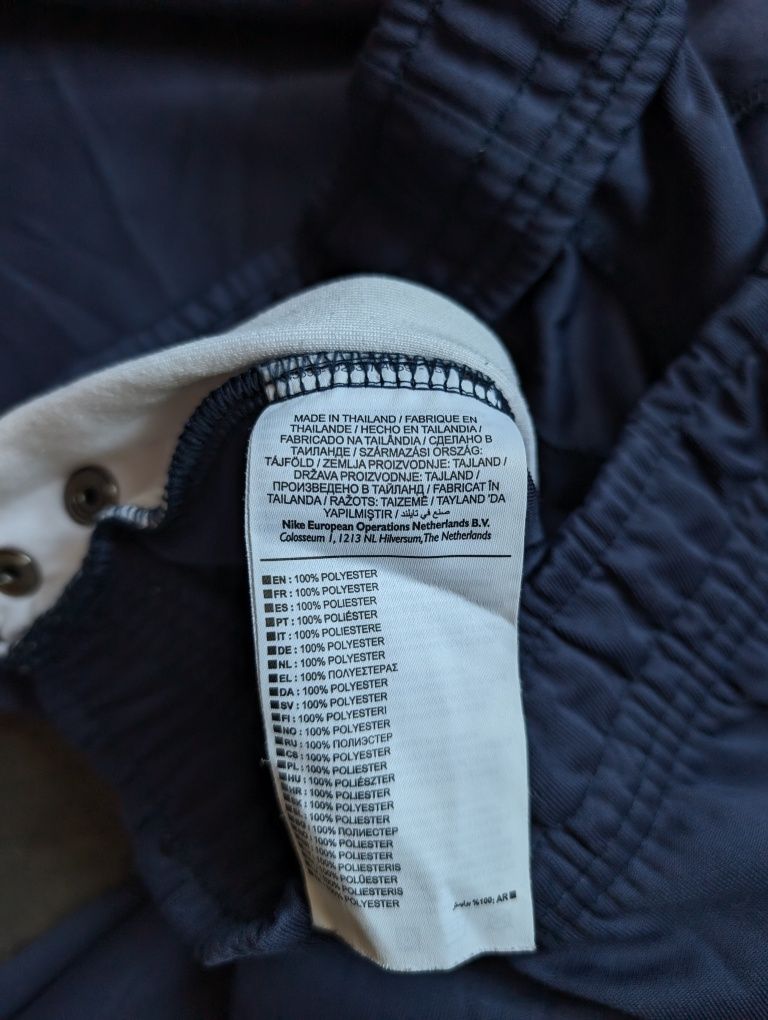 MADE IN THAILAND / FABRIQUE EN
THAILANDE / HECHO EN TAILANDIA /
FABRICADO NA TAILÂNDIA / СДЕЛАНО В
ТАИЛАНДЕ / SZÁRMAZÁSI ORSZÁG:
TÁJFÖLD / ZEMLJA PROIZVODNJE: TAJLAND /
DRŽAVA PROIZVODNJE: TAJLAND /
ПРОИЗВЕДЕНО В ТАЙЛАНД / FABRICAT ÎN
TAILANDA / RAŽOTS: TAIZEMĒ / TAYLAND 'DA
YAPILMIŞTIR / صنع في تايلند
Nike European Operations Netherlands B.V.
Colosseum 1, 1213 NL Hilversum, The Netherlands
EN : 100% POLYESTER
FR : 100% POLYESTER
ES : 100% POLIESTER
PT : 100% POLIÉSTER
IT : 100% POLIESTERE
DE : 100% POLYESTER
NL : 100% POLYESTER
EL : 100% ΠΟΛΥΕΣΤΕΡΑΣ
DA : 100% POLYESTER
SV : 100% POLYESTER
FI : 100% POLYESTERI
NO : 100% POLYESTER
RU : 100% ПОЛИЭСТЕР
CS : 100% POLYESTER
PL : 100% POLIESTER
HU : 100% POLIÉSZTER
HR : 100% POLIESTER
100% POLYESTER
100% POLIESTER
100% ПОЛИЕСТЕР
100% POLIESTER
100% POLIESTER
100% POLIESTERIS
100% POLÜESTER
100% POLIESTERIS
POLYESTER
%100: AR